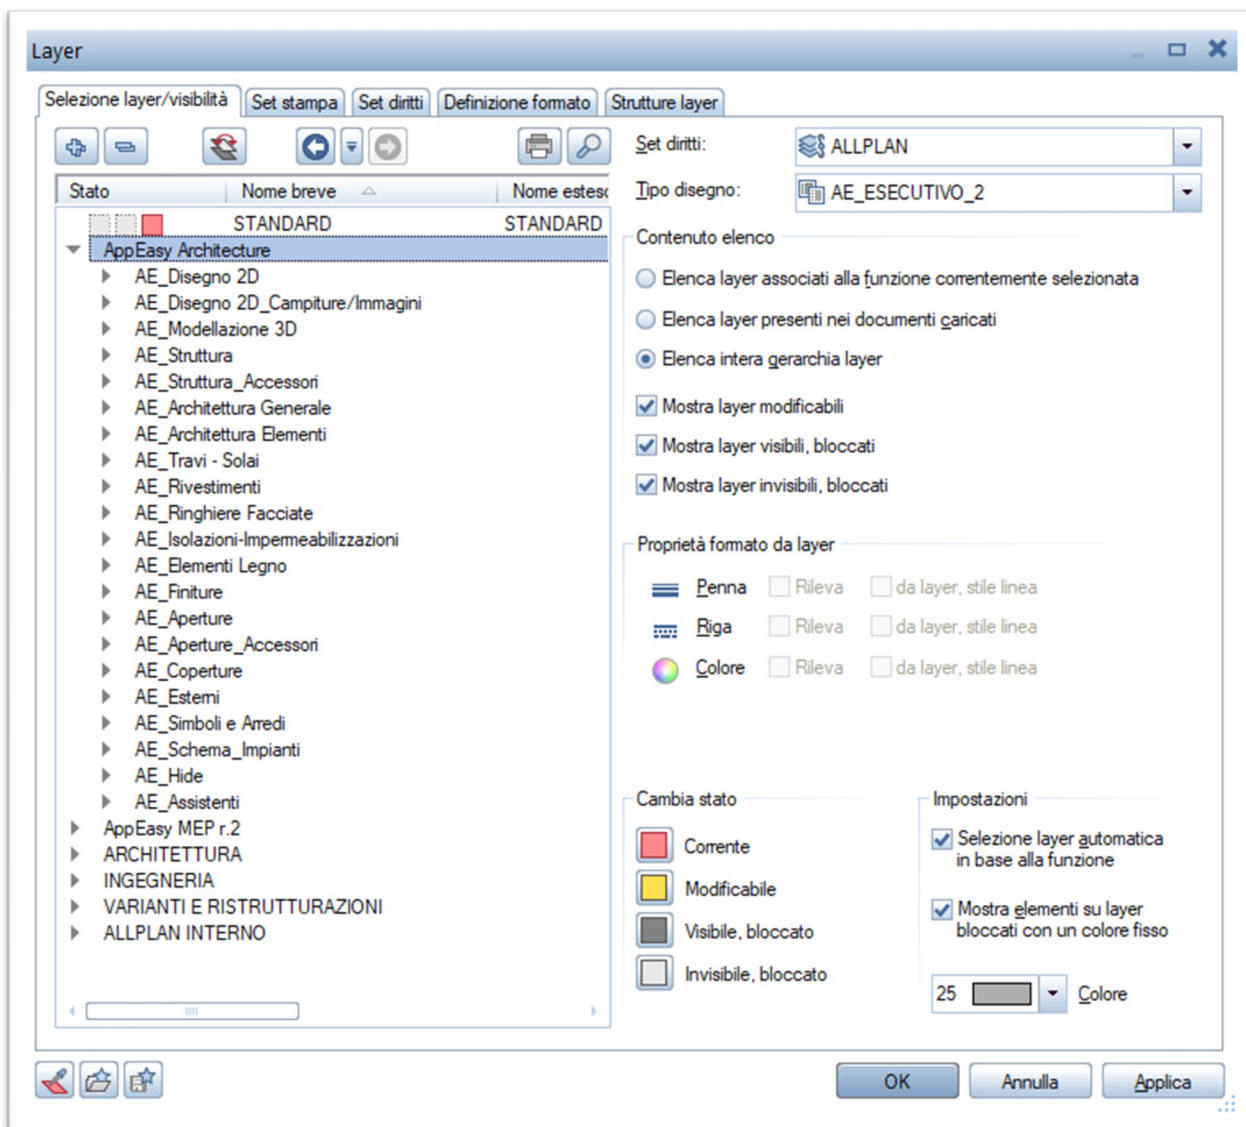 Layer
Selezione layer/visibilità
Set stampa
Set diritti
Definizione formato
Strutture layer
Stato
Nome breve
Nome esteso
STANDARD
STANDARD
AppEasy Architecture
AE_Disegno 2D
AE_Disegno 2D_Campiture/Immagini
AE_Modellazione 3D
AE_Struttura
AE_Struttura_Accessori
AE_Architettura Generale
AE_Architettura Elementi
AE_Travi - Solai
AE_Rivestimenti
AE_Ringhiere Facciate
AE_Isolazioni-Impermeabilizzazioni
AE_Elementi Legno
AE_Finiture
AE_Aperture
AE_Aperture_Accessori
AE_Coperture
AE_Esterni
AE_Simboli e Arredi
AE_Schema_Impianti
AE_Hide
AE_Assistenti
AppEasy MEP r.2
ARCHITETTURA
INGEGNERIA
VARIANTI E RISTRUTTURAZIONI
ALLPLAN INTERNO
Set diritti:
ALLPLAN
Tipo disegno:
AE_ESECUTIVO_2
Contenuto elenco
Elenca layer associati alla funzione correntemente selezionata
Elenca layer presenti nei documenti caricati
Elenca intera gerarchia layer
Mostra layer modificabili
Mostra layer visibili, bloccati
Mostra layer invisibili, bloccati
Proprietà formato da layer
Penna
Rileva
da layer, stile linea
Riga
Rileva
da layer, stile linea
Colore
Rileva
da layer, stile linea
Cambia stato
Corrente
Modificabile
Visibile, bloccato
Invisibile, bloccato
Impostazioni
Selezione layer automatica
in base alla funzione
Mostra elementi su layer
bloccati con un colore fisso
25
Colore
OK
Annulla
Applica